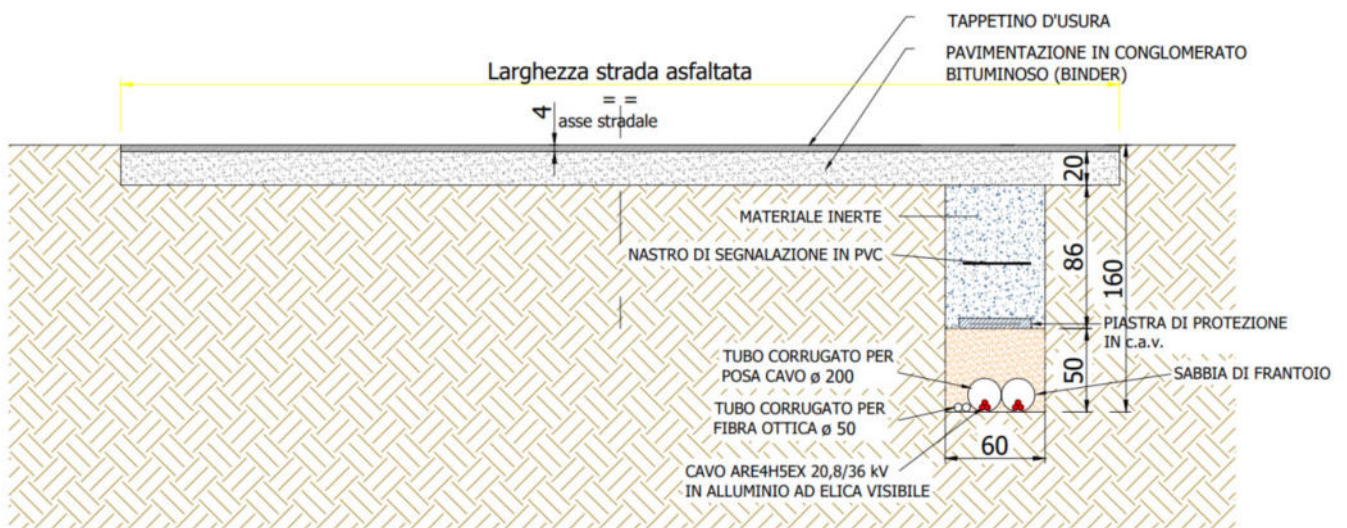 TAPPETINO D'USURA
PAVIMENTAZIONE IN CONGLOMERATO
BITUMINOSO (BINDER)
Larghezza strada asfaltata
= =
asse stradale
4
20
MATERIALE INERTE
NASTRO DI SEGNALAZIONE IN PVC
86
160
PIASTRA DI PROTEZIONE
IN c.a.v.
TUBO CORRUGATO PER
POSA CAVO ø 200
50
SABBIA DI FRANTOIO
TUBO CORRUGATO PER
FIBRA OTTICA ø 50
60
CAVO ARE4H5EX 20,8/36 kV
IN ALLUMINIO AD ELICA VISIBILE